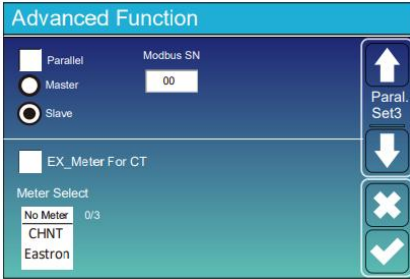 Advanced Function
Parallel
Modbus SN
Master
00
Slave
Paral.
Set3
EX_Meter For CT
Meter Select
No Meter 0/3
CHNT
Eastron